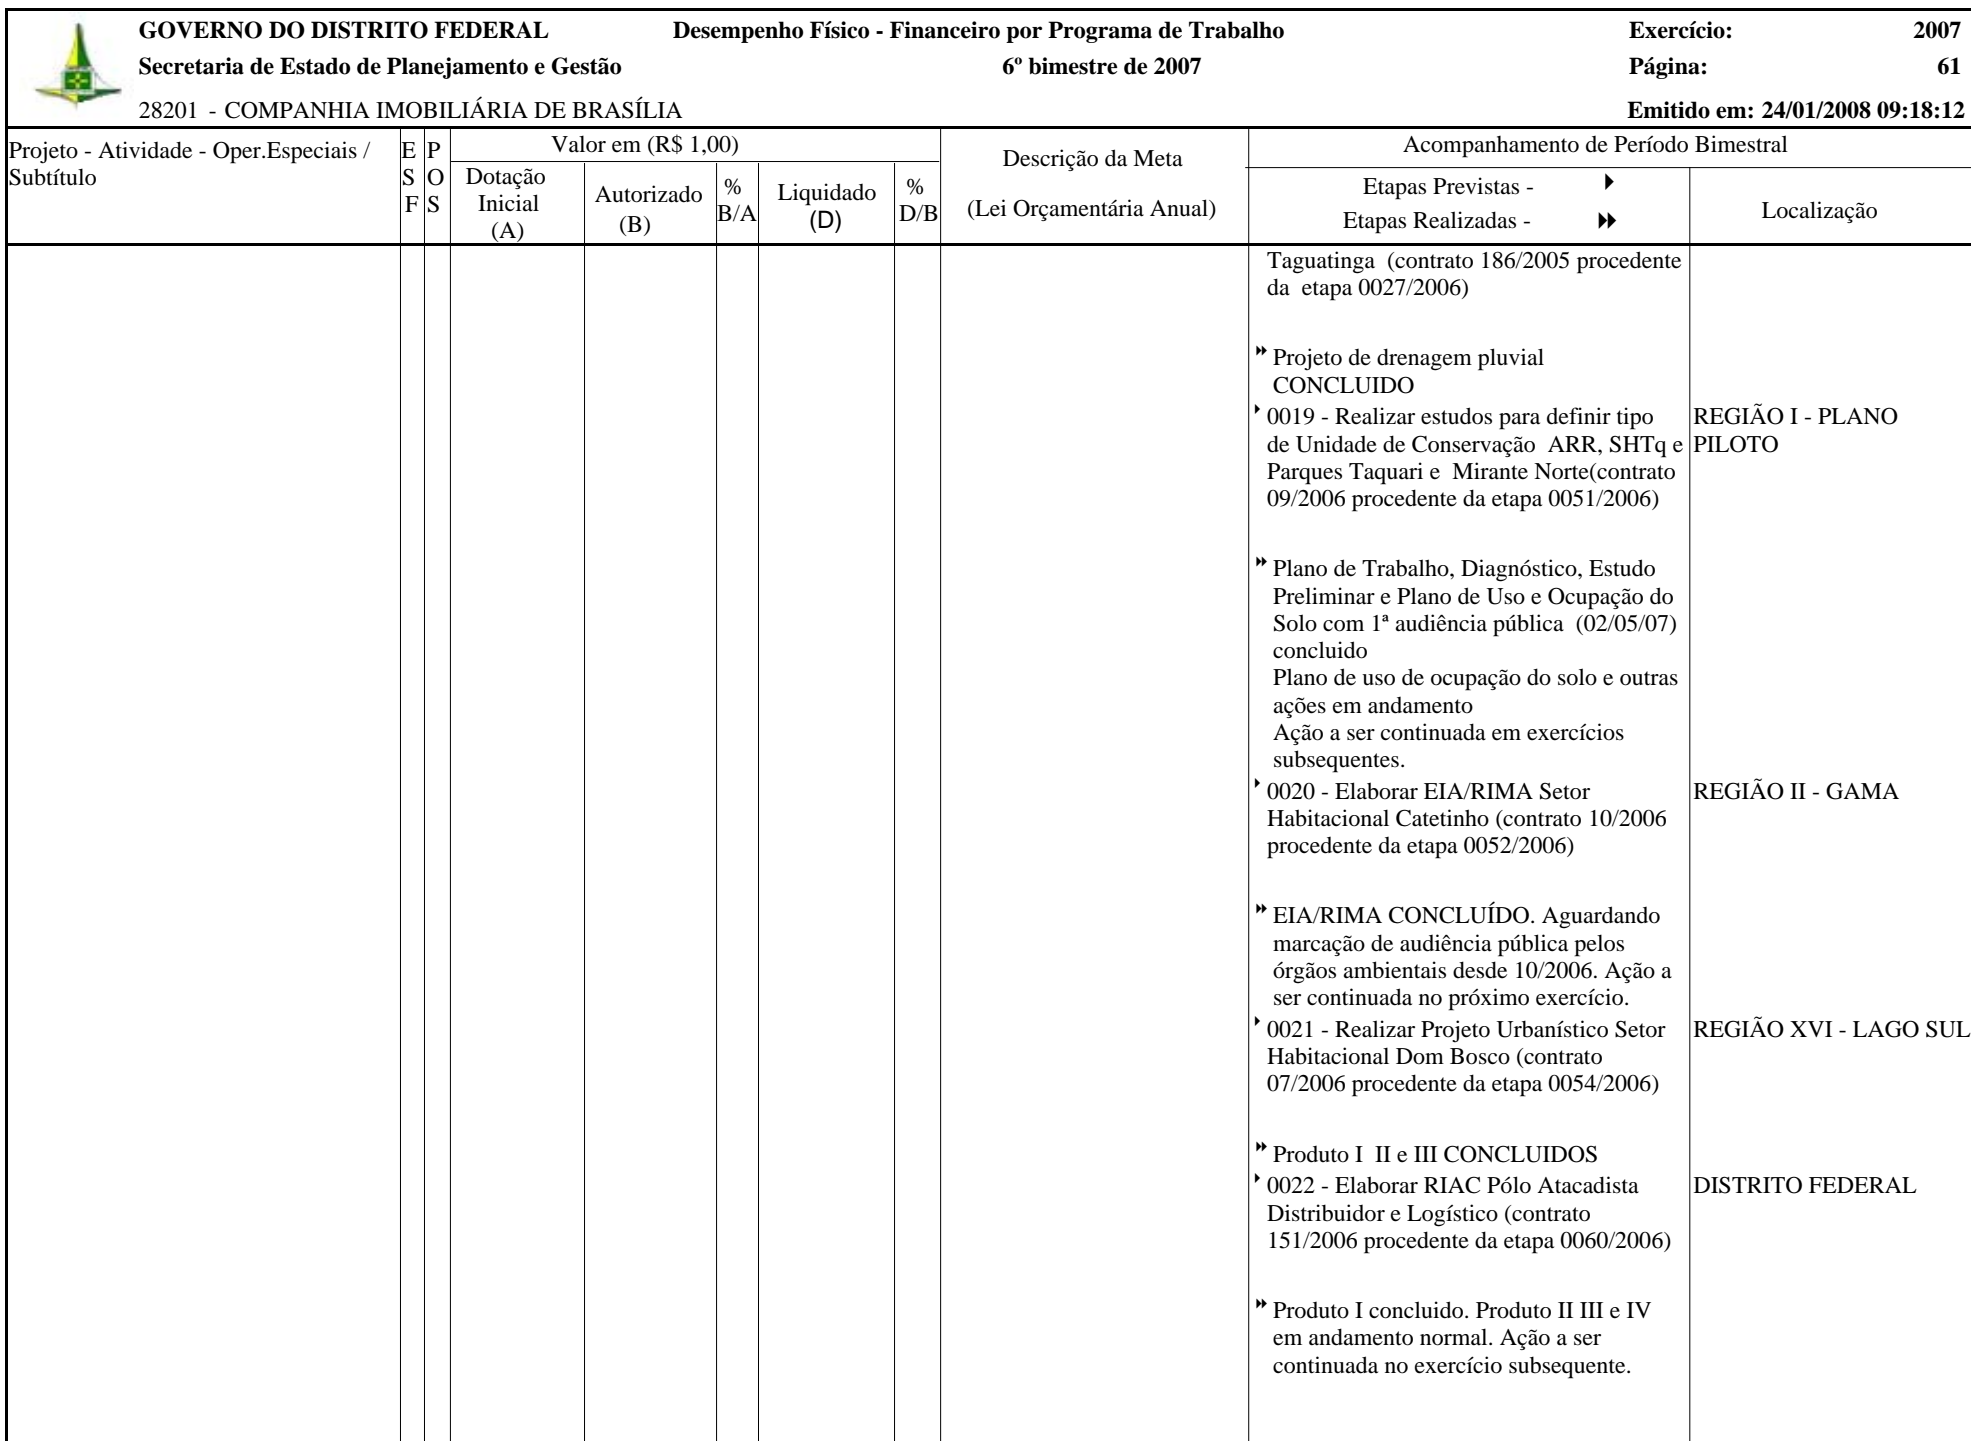 GOVERNO DO DISTRITO FEDERAL Desempenho Físico - Financeiro por Programa de Trabalho Exercício: 2007
Secretaria de Estado de Planejamento e Gestão 6º bimestre de 2007 Página: 61
28201 - COMPANHIA IMOBILIÁRIA DE BRASÍLIA Emitido em: 24/01/2008 09:18:12
Projeto - Atividade - Oper.Especiais /
Subtítulo
E
S
F
P
O
S
Valor em (R$ 1,00)
Dotação
Inicial
(A)
Autorizado
(B)
%
B/A
Liquidado
(D)
%
D/B
Descrição da Meta
(Lei Orçamentária Anual)
Acompanhamento de Período Bimestral
Etapas Previstas -
Etapas Realizadas -
Localização
Taguatinga (contrato 186/2005 procedente
da etapa 0027/2006)
Projeto de drenagem pluvial
CONCLUIDO
0019 - Realizar estudos para definir tipo REGIÃO I - PLANO
de Unidade de Conservação ARR, SHTq e PILOTO
Parques Taquari e Mirante Norte(contrato
09/2006 procedente da etapa 0051/2006)
Plano de Trabalho, Diagnóstico, Estudo
Preliminar e Plano de Uso e Ocupação do
Solo com 1ª audiência pública (02/05/07)
concluido
Plano de uso de ocupação do solo e outras
ações em andamento
Ação a ser continuada em exercícios
subsequentes.
0020 - Elaborar EIA/RIMA Setor REGIÃO II - GAMA
Habitacional Catetinho (contrato 10/2006
procedente da etapa 0052/2006)
EIA/RIMA CONCLUÍDO. Aguardando
marcação de audiência pública pelos
órgãos ambientais desde 10/2006. Ação a
ser continuada no próximo exercício.
0021 - Realizar Projeto Urbanístico Setor REGIÃO XVI - LAGO SUL
Habitacional Dom Bosco (contrato
07/2006 procedente da etapa 0054/2006)
Produto I II e III CONCLUIDOS
0022 - Elaborar RIAC Pólo Atacadista DISTRITO FEDERAL
Distribuidor e Logístico (contrato
151/2006 procedente da etapa 0060/2006)
Produto I concluido. Produto II III e IV
em andamento normal. Ação a ser
continuada no exercício subsequente.